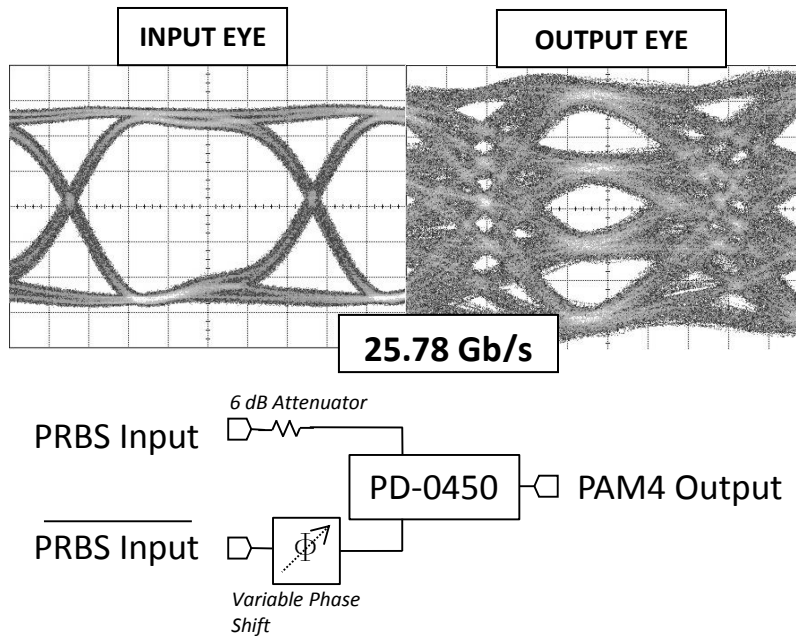 INPUT EYE
OUTPUT EYE
25.78 Gb/s
6 dB Attenuator
PRBS Input
PD-0450
PAM4 Output
PRBS Input
Φ
Variable Phase
Shift